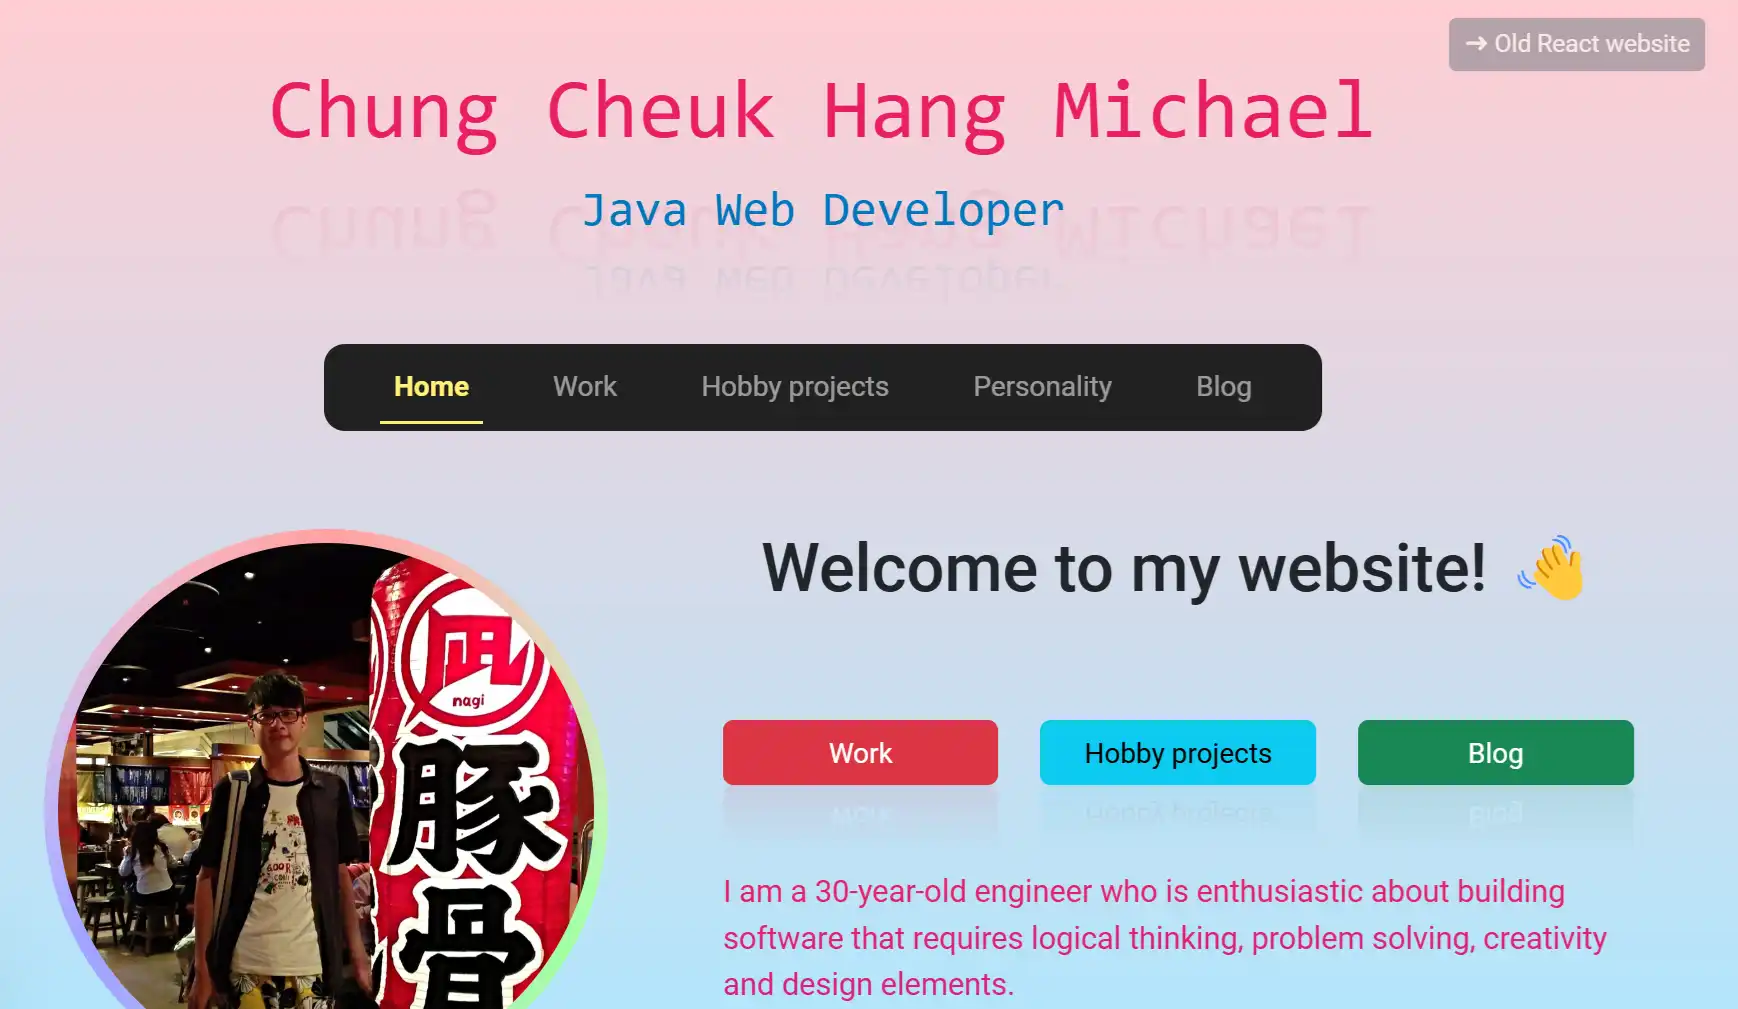 → Old React website
Chung Cheuk Hang Michael
Java Web Developer
Home Work Hobby projects Personality Blog
Welcome to my website! 👋
凪
nagi
豚
骨
Work Hobby projects Blog
I am a 30-year-old engineer who is enthusiastic about building
software that requires logical thinking, problem solving, creativity
and design elements.